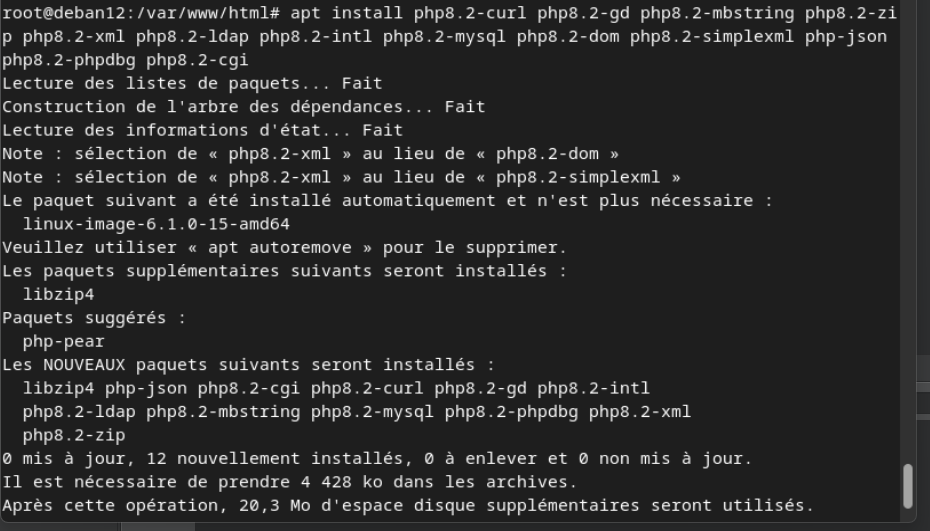 root@deban12:/var/www/html# apt install php8.2-curl php8.2-gd php8.2-mbstring php8.2-zi
p php8.2-xml php8.2-ldap php8.2-intl php8.2-mysql php8.2-dom php8.2-simplexml php-json
php8.2-phpdbg php8.2-cgi
Lecture des listes de paquets... Fait
Construction de l'arbre des dépendances... Fait
Lecture des informations d'état... Fait
Note : sélection de « php8.2-xml » au lieu de « php8.2-dom »
Note : sélection de « php8.2-xml » au lieu de « php8.2-simplexml »
Le paquet suivant a été installé automatiquement et n'est plus nécessaire :
  linux-image-6.1.0-15-amd64
Veuillez utiliser « apt autoremove » pour le supprimer.
Les paquets supplémentaires suivants seront installés :
  libzip4
Paquets suggérés :
  php-pear
Les NOUVEAUX paquets suivants seront installés :
  libzip4 php-json php8.2-cgi php8.2-curl php8.2-gd php8.2-intl
  php8.2-ldap php8.2-mbstring php8.2-mysql php8.2-phpdbg php8.2-xml
  php8.2-zip
0 mis à jour, 12 nouvellement installés, 0 à enlever et 0 non mis à jour.
Il est nécessaire de prendre 4 428 ko dans les archives.
Après cette opération, 20,3 Mo d'espace disque supplémentaires seront utilisés.